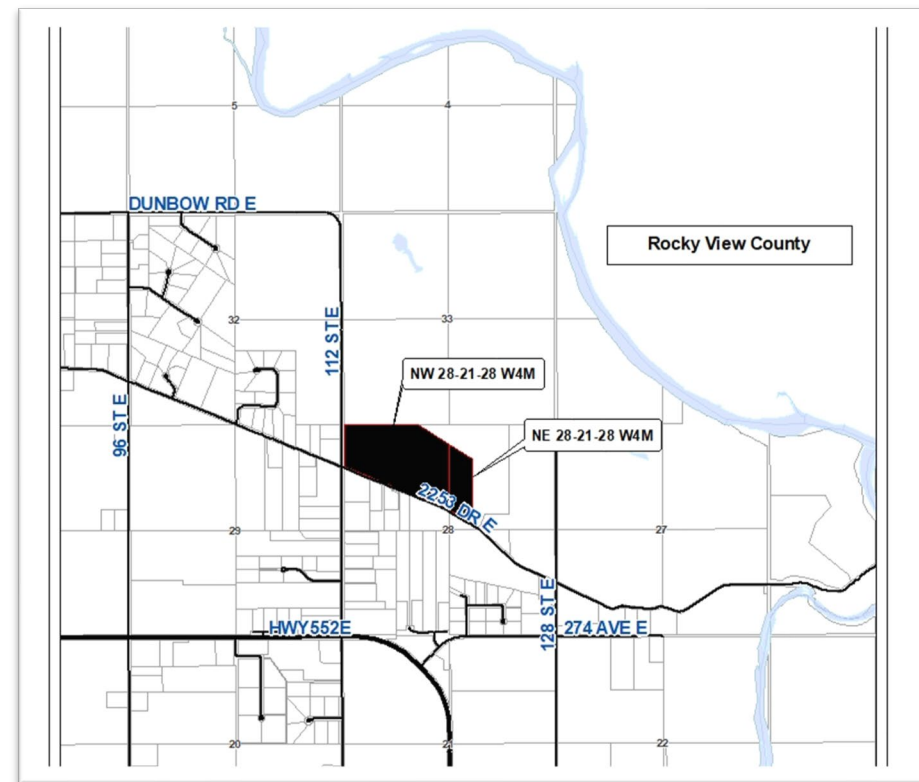 5
4
DUNBOW RD E
Rocky View County
32
33
112 ST E
NW 28-21-28 W4M
96 ST E
NE 28-21-28 W4M
2253 DR E
29
28
27
128 ST E
HWY552E
274 AVE E
20
21
22